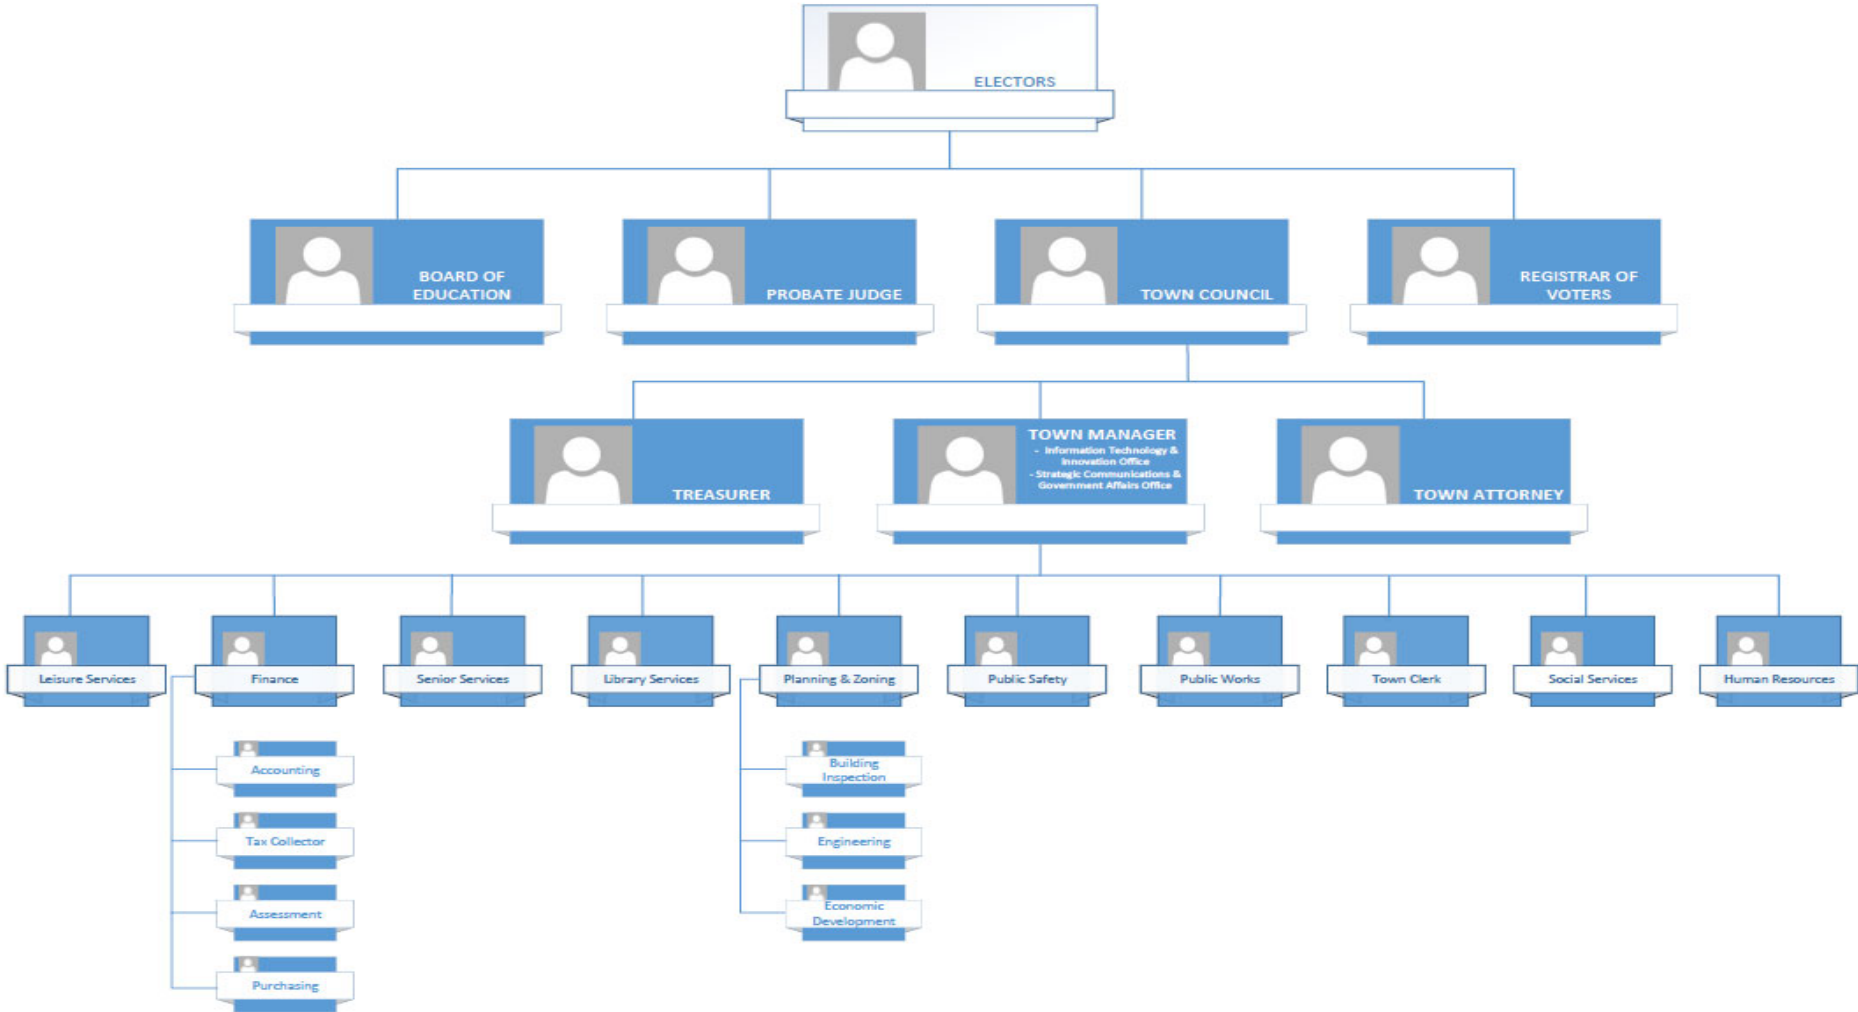 ELECTORS
BOARD OF
EDUCATION
PROBATE JUDGE
TOWN COUNCIL
REGISTRAR OF
VOTERS
TREASURER
TOWN MANAGER
- Information Technology &
Innovation Office
- Strategic Communications &
Government Affairs Office
TOWN ATTORNEY
Leisure Services
Finance
Senior Services
Library Services
Planning & Zoning
Public Safety
Public Works
Town Clerk
Social Services
Human Resources
Accounting
Tax Collector
Assessment
Purchasing
Building
Inspection
Engineering
Economic
Development